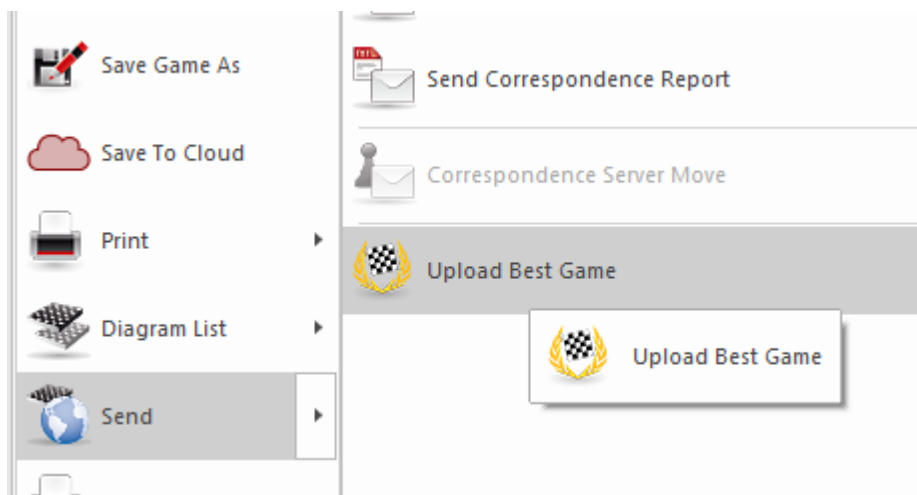 Save Game As
Save To Cloud
Print
Diagram List
Send
Send Correspondence Report
Correspondence Server Move
Upload Best Game
Upload Best Game